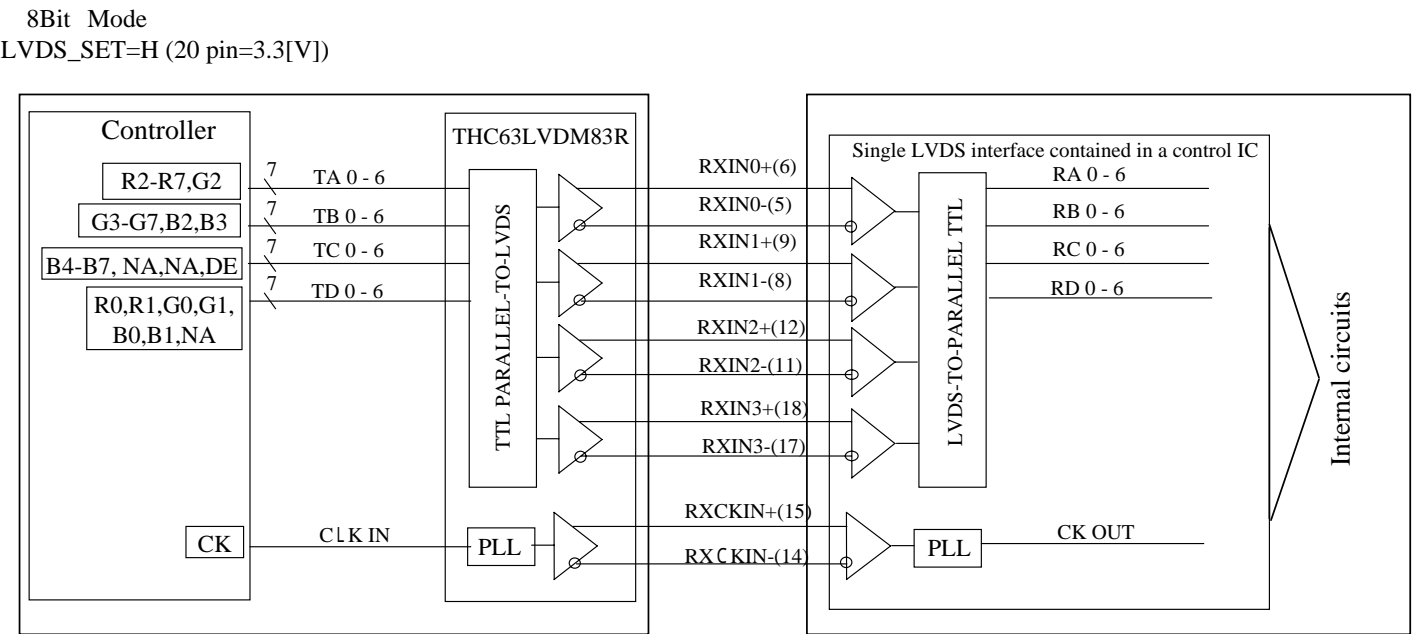 8Bit Mode
LVDS_SET=H (20 pin=3.3[V])
Controller
R2-R7,G2
G3-G7,B2,B3
B4-B7, NA,NA,DE
R0,R1,G0,G1,
B0,B1,NA
CK
7
TA 0 - 6
7
TB 0 - 6
7
TC 0 - 6
7
TD 0 - 6
CLK IN
THC63LVDM83R
TTL PARALLEL-TO-LVDS
PLL
RXIN0+(6)
RXIN0-(5)
RXIN1+(9)
RXIN1-(8)
RXIN2+(12)
RXIN2-(11)
RXIN3+(18)
RXIN3-(17)
RXCKIN+(15)
RXCKIN-(14)
Single LVDS interface contained in a control IC
LVDS-TO-PARALLEL TTL
PLL
RA 0 - 6
RB 0 - 6
RC 0 - 6
RD 0 - 6
CK OUT
Internal circuits